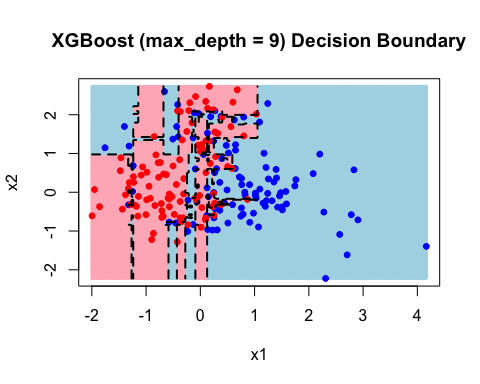 XGBoost (max_depth = 9) Decision Boundary
x2
2
1
0
-1
-2
-2 -1 0 1 2 3 4
x1